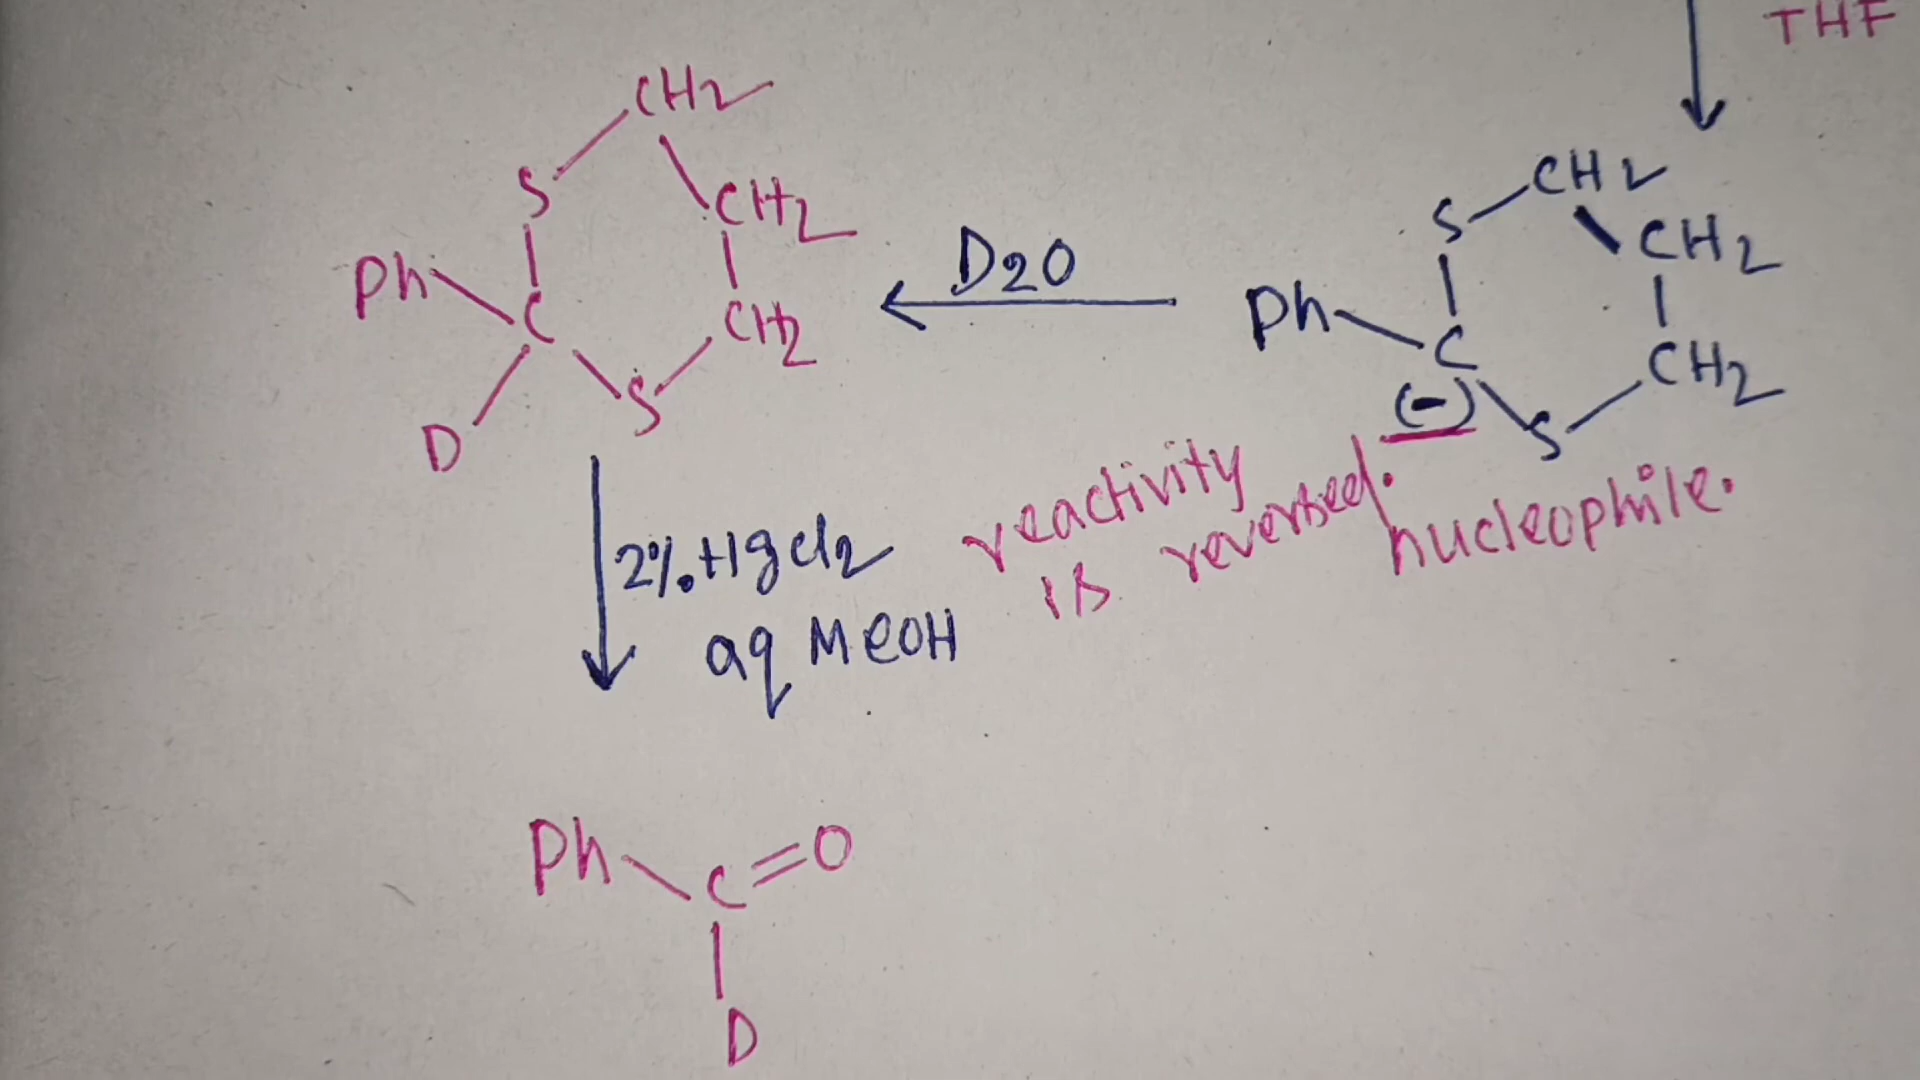 THF
CH2
S
CH2
Ph
C
CH2
D
S
D2O
S
CH2
CH2
Ph
C
CH2
(-)
S
reactivity
is reversed.
nucleophile.
2% HgCl2
aq MeOH
Ph
C=O
D